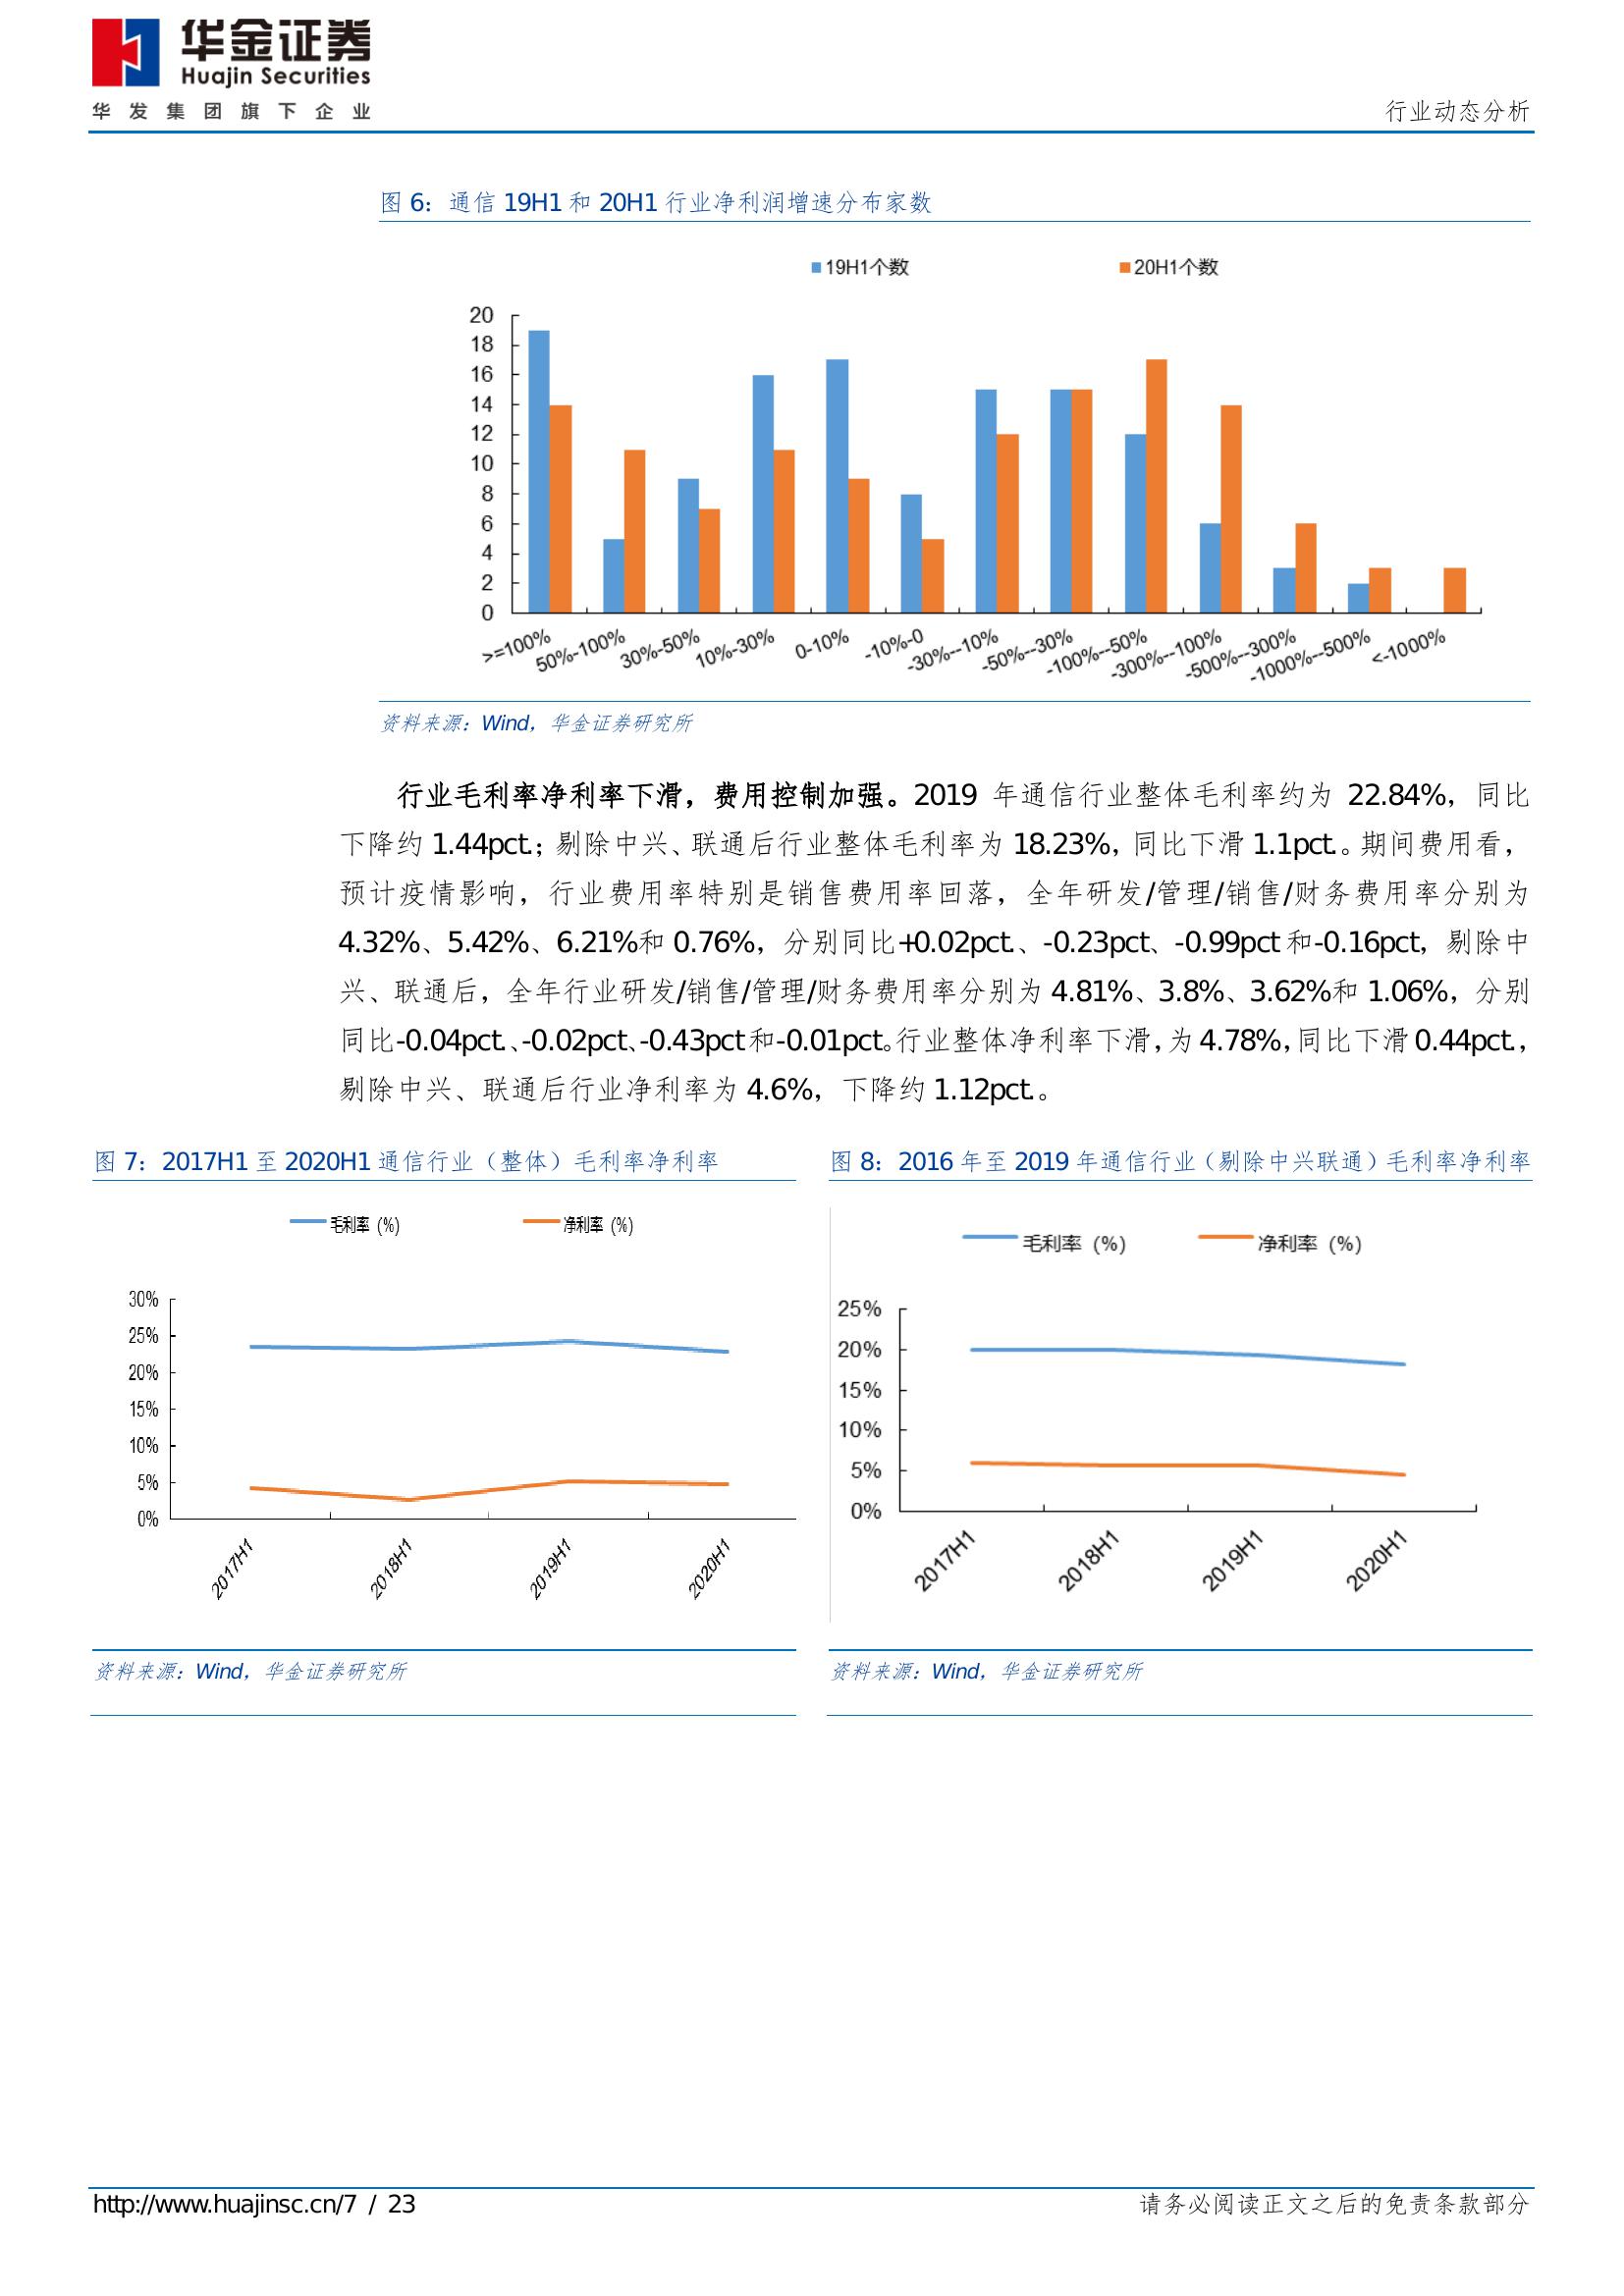 华金证券
Huajin Securities
华发集团旗下企业
行业动态分析
图 6：通信 19H1 和 20H1 行业净利润增速分布家数
19H1个数 20H1个数
20
18
16
14
12
10
8
6
4
2
0
>=100% 50%-100% 30%-50% 10%-30% 0-10% -10%-0 -30%--10% -50%--30% -100%--50% -300%--100% -500%--300% -1000%--500% <-1000%
资料来源：Wind，华金证券研究所
行业毛利率净利率下滑，费用控制加强。2019 年通信行业整体毛利率约为 22.84%，同比
下降约 1.44pct.；剔除中兴、联通后行业整体毛利率为 18.23%，同比下滑 1.1pct.。期间费用看，
预计疫情影响，行业费用率特别是销售费用率回落，全年研发/管理/销售/财务费用率分别为
4.32%、5.42%、6.21%和 0.76%，分别同比+0.02pct.、-0.23pct、-0.99pct 和-0.16pct，剔除中
兴、联通后，全年行业研发/销售/管理/财务费用率分别为 4.81%、3.8%、3.62%和 1.06%，分别
同比-0.04pct.、-0.02pct、-0.43pct 和-0.01pct。行业整体净利率下滑，为 4.78%，同比下滑 0.44pct.，
剔除中兴、联通后行业净利率为 4.6%，下降约 1.12pct.。
图 7：2017H1 至 2020H1 通信行业（整体）毛利率净利率
毛利率（%） 净利率（%）
30%
25%
20%
15%
10%
5%
0%
2017H1 2018H1 2019H1 2020H1
资料来源：Wind，华金证券研究所
图 8：2016 年至 2019 年通信行业（剔除中兴联通）毛利率净利率
毛利率（%） 净利率（%）
25%
20%
15%
10%
5%
0%
2017H1 2018H1 2019H1 2020H1
资料来源：Wind，华金证券研究所
http://www.huajinsc.cn/7 / 23
请务必阅读正文之后的免责条款部分